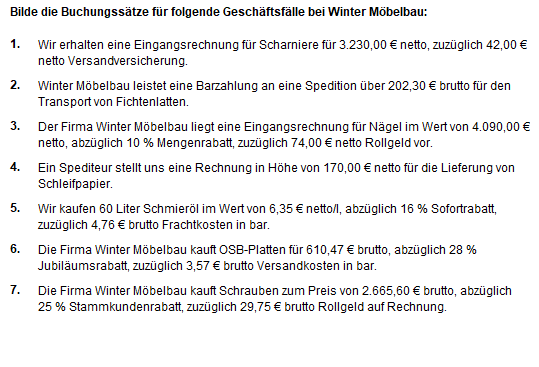 Bilde die Buchungssätze für folgende Geschäftsfälle bei Winter Möbelbau:
1. Wir erhalten eine Eingangsrechnung für Scharniere für 3.230,00 € netto, zuzüglich 42,00 €
netto Versandversicherung.
2. Winter Möbelbau leistet eine Barzahlung an eine Spedition über 202,30 € brutto für den
Transport von Fichtenlatten.
3. Der Firma Winter Möbelbau liegt eine Eingangsrechnung für Nägel im Wert von 4.090,00 €
netto, abzüglich 10 % Mengenrabatt, zuzüglich 74,00 € netto Rollgeld vor.
4. Ein Spediteur stellt uns eine Rechnung in Höhe von 170,00 € netto für die Lieferung von
Schleifpapier.
5. Wir kaufen 60 Liter Schmieröl im Wert von 6,35 € netto/l, abzüglich 16 % Sofortrabatt,
zuzüglich 4,76 € brutto Frachtkosten in bar.
6. Die Firma Winter Möbelbau kauft OSB-Platten für 610,47 € brutto, abzüglich 28 %
Jubiläumsrabatt, zuzüglich 3,57 € brutto Versandkosten in bar.
7. Die Firma Winter Möbelbau kauft Schrauben zum Preis von 2.665,60 € brutto, abzüglich
25 % Stammkundenrabatt, zuzüglich 29,75 € brutto Rollgeld auf Rechnung.